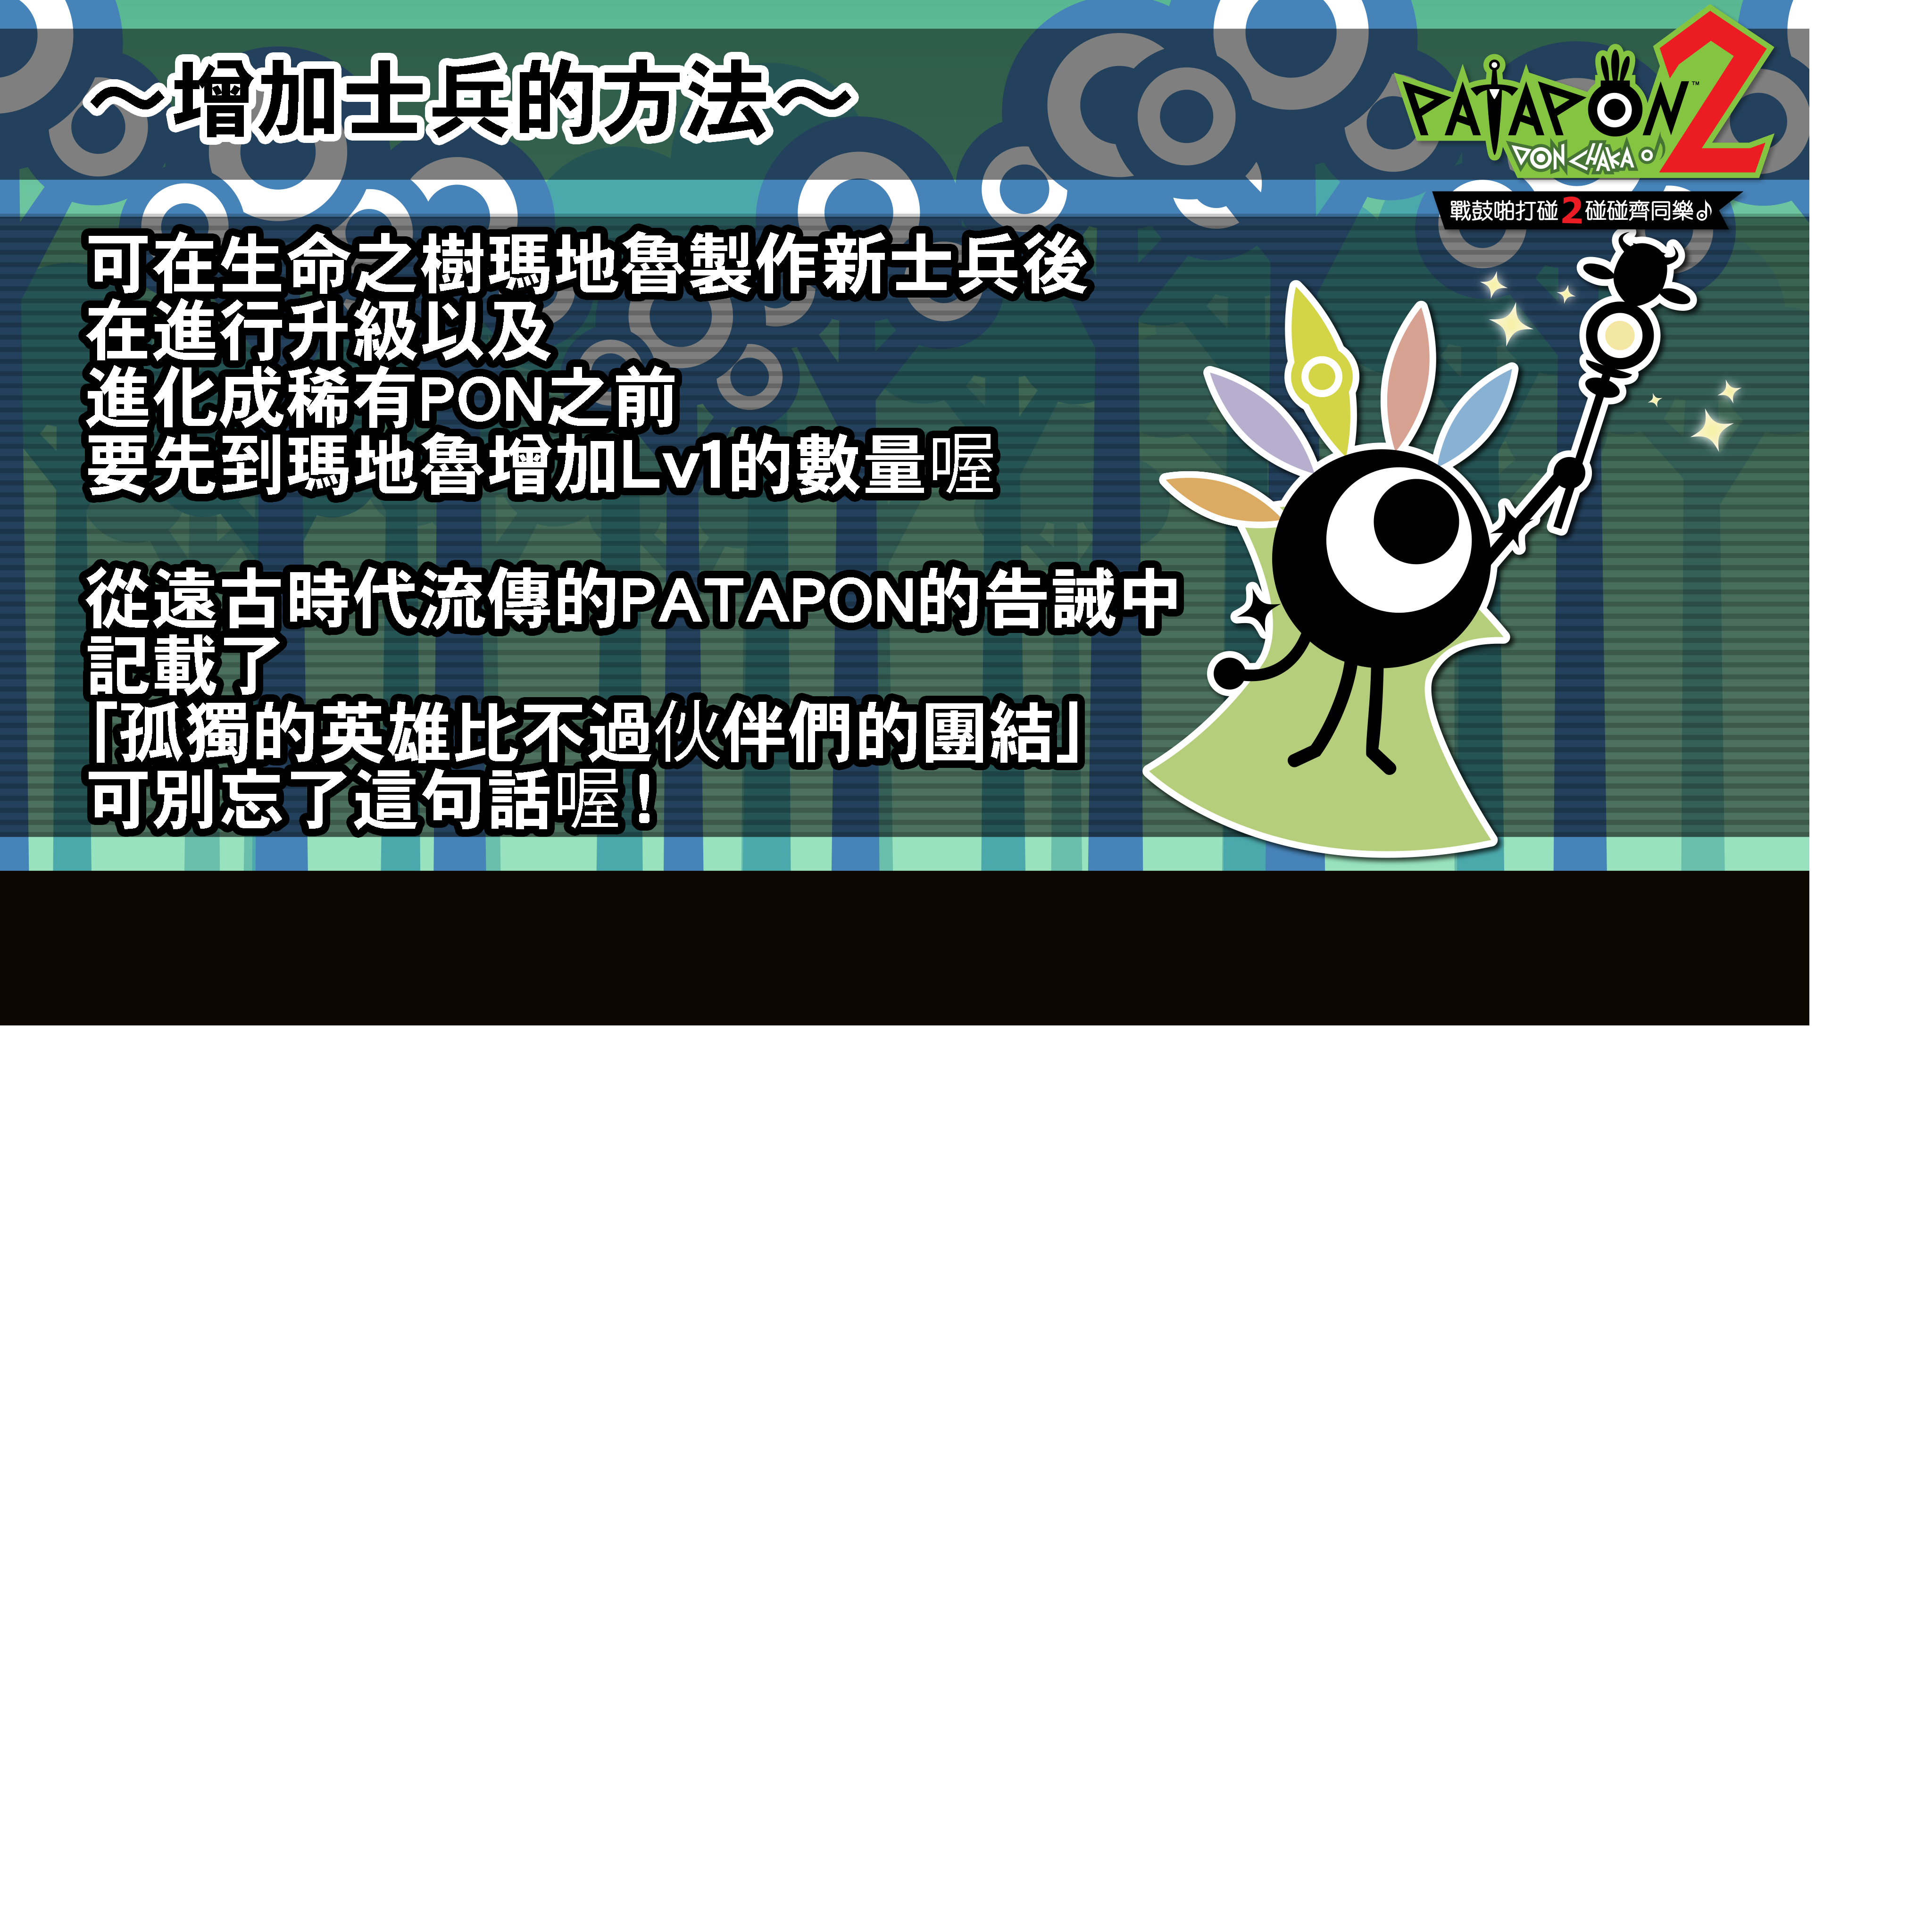 ～增加士兵的方法～
PATAPON 2™
DON CHAKA♪
戰鼓啪打碰2碰碰齊同樂♪
可在生命之樹瑪地魯製作新士兵後
在進行升級以及
進化成稀有PON之前
要先到瑪地魯增加Lv1的數量喔
從遠古時代流傳的PATAPON的告誡中
記載了
「孤獨的英雄比不過伙伴們的團結」
可別忘了這句話喔！